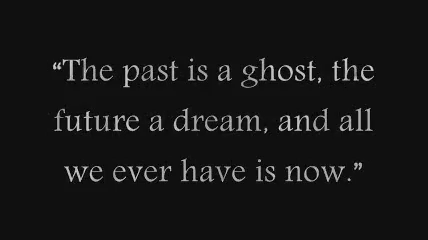 “The past is a ghost, the
future a dream, and all
we ever have is now.”